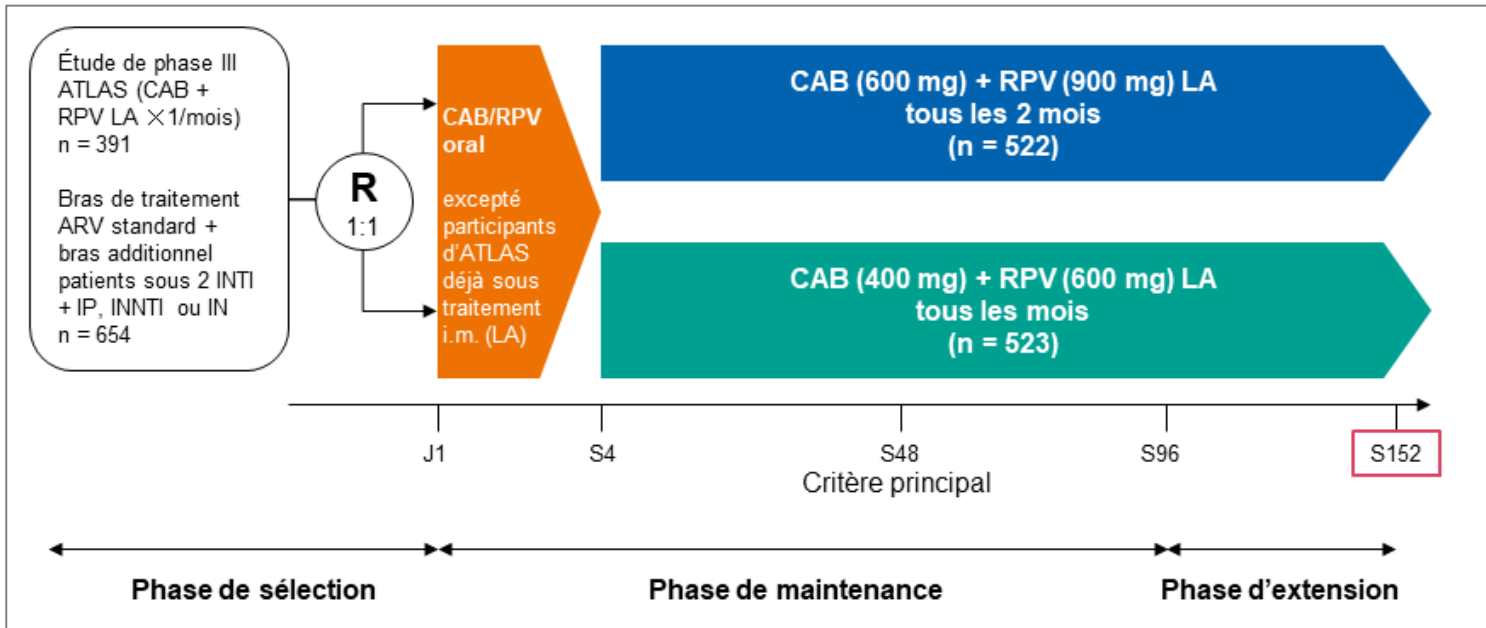 Étude de phase III
ATLAS (CAB +
RPV LA ×1/mois)
n = 391
Bras de traitement
ARV standard +
bras additionnel
patients sous 2 INTI
+ IP, INNTI ou IN
n = 654
R
1:1
CAB/RPV
oral
excepté
participants
d'ATLAS
déjà sous
traitement
i.m. (LA)
CAB (600 mg) + RPV (900 mg) LA
tous les 2 mois
(n = 522)
CAB (400 mg) + RPV (600 mg) LA
tous les mois
(n = 523)
J1
S4
S48
S96
S152
Critère principal
Phase de sélection
Phase de maintenance
Phase d'extension